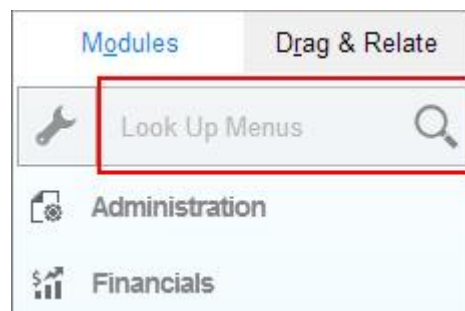 Modules Drag & Relate
Look Up Menus
Administration
Financials